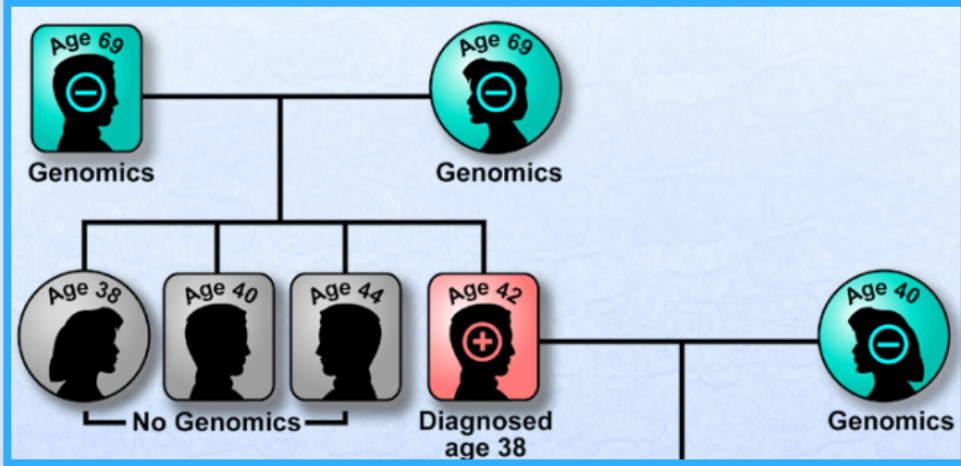 Age 69
Age 69
Genomics
Genomics
Age 38
Age 40
Age 44
Age 42
Age 40
No Genomics
Diagnosed
age 38
Genomics